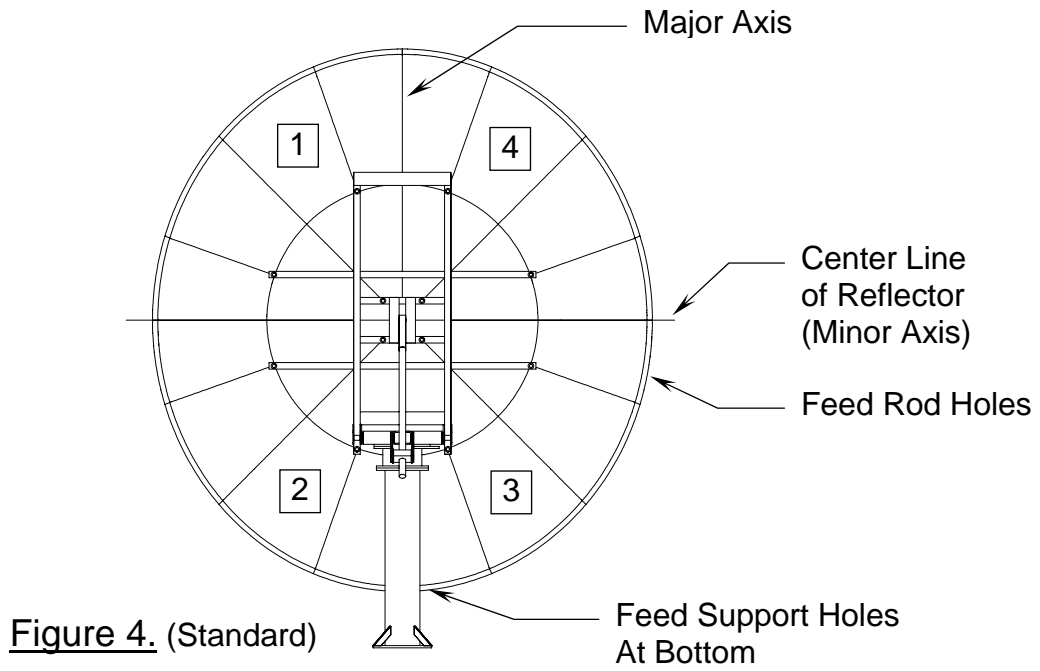 Major Axis
1
4
Center Line
of Reflector
(Minor Axis)
Feed Rod Holes
2
3
Feed Support Holes
At Bottom
Figure 4. (Standard)